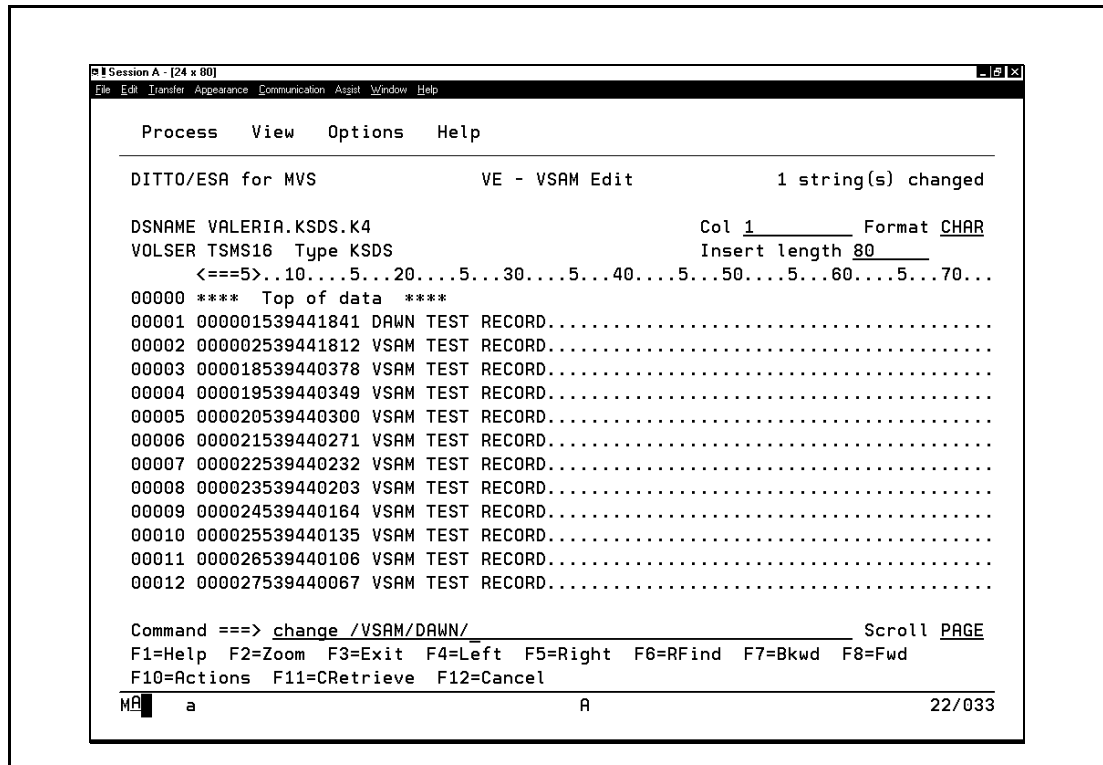 Session A - [24 x 80]
File Edit Transfer Appearance Communication Assist Window Help
Process View Options Help
DITTO/ESA for MVS VE - VSAM Edit 1 string(s) changed
DSNAME VALERIA.KSDS.K4 Col 1 Format CHAR
VOLSER TSMS16 Type KSDS Insert length 80
<===5>..10....5...20....5...30....5...40....5...50....5...60....5...70...
00000 **** Top of data ****
00001 000001539441841 DAWN TEST RECORD.........................................
00002 000002539441812 VSAM TEST RECORD.........................................
00003 000018539440378 VSAM TEST RECORD.........................................
00004 000019539440349 VSAM TEST RECORD.........................................
00005 000020539440300 VSAM TEST RECORD.........................................
00006 000021539440271 VSAM TEST RECORD.........................................
00007 000022539440232 VSAM TEST RECORD.........................................
00008 000023539440203 VSAM TEST RECORD.........................................
00009 000024539440164 VSAM TEST RECORD.........................................
00010 000025539440135 VSAM TEST RECORD.........................................
00011 000026539440106 VSAM TEST RECORD.........................................
00012 000027539440067 VSAM TEST RECORD.........................................
Command ===> change /VSAM/DAWN/ Scroll PAGE
F1=Help F2=Zoom F3=Exit F4=Left F5=Right F6=RFind F7=Bkwd F8=Fwd
F10=Actions F11=CRetrieve F12=Cancel
MA a A 22/033